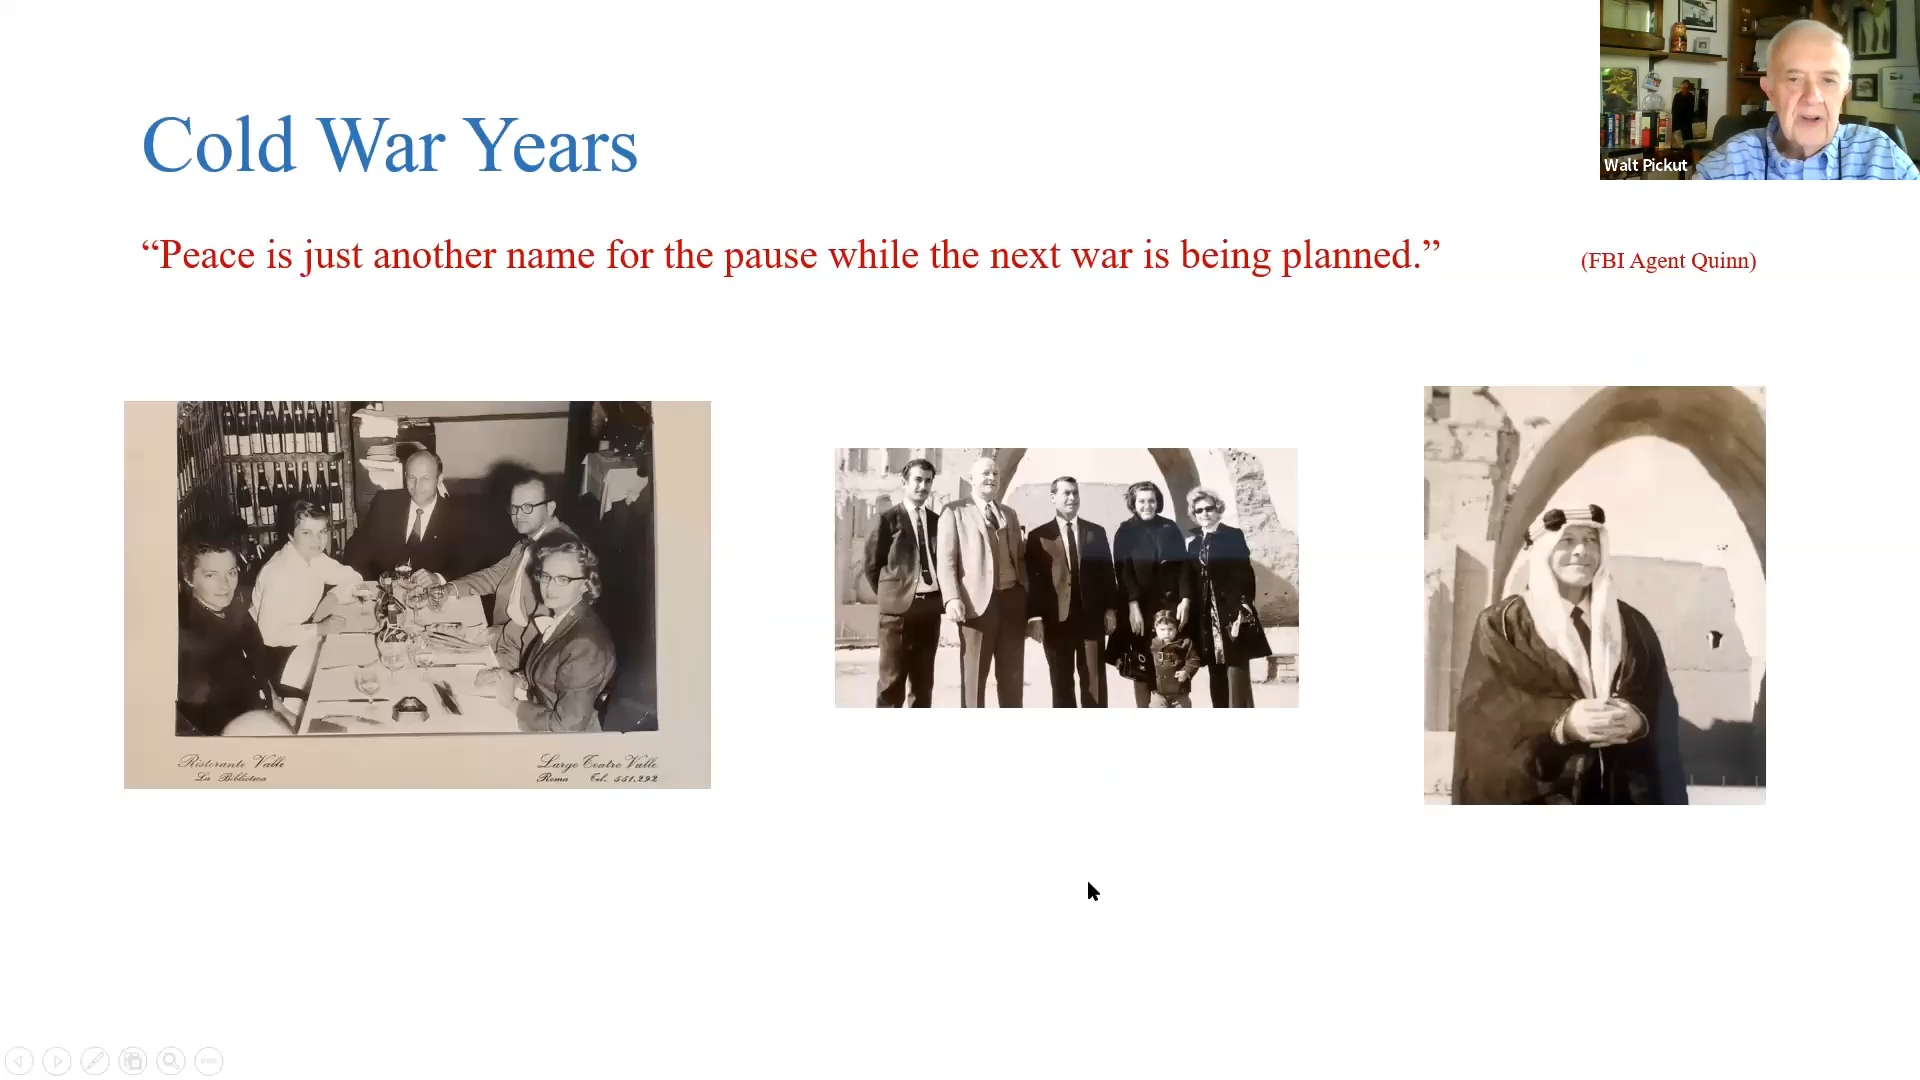 Cold War Years
“Peace is just another name for the pause while the next war is being planned.” (FBI Agent Quinn)
Walt Pickut
Ristorante Valle
La Biblioteca
Largo Teatro Valle
Roma Tel. 551.292